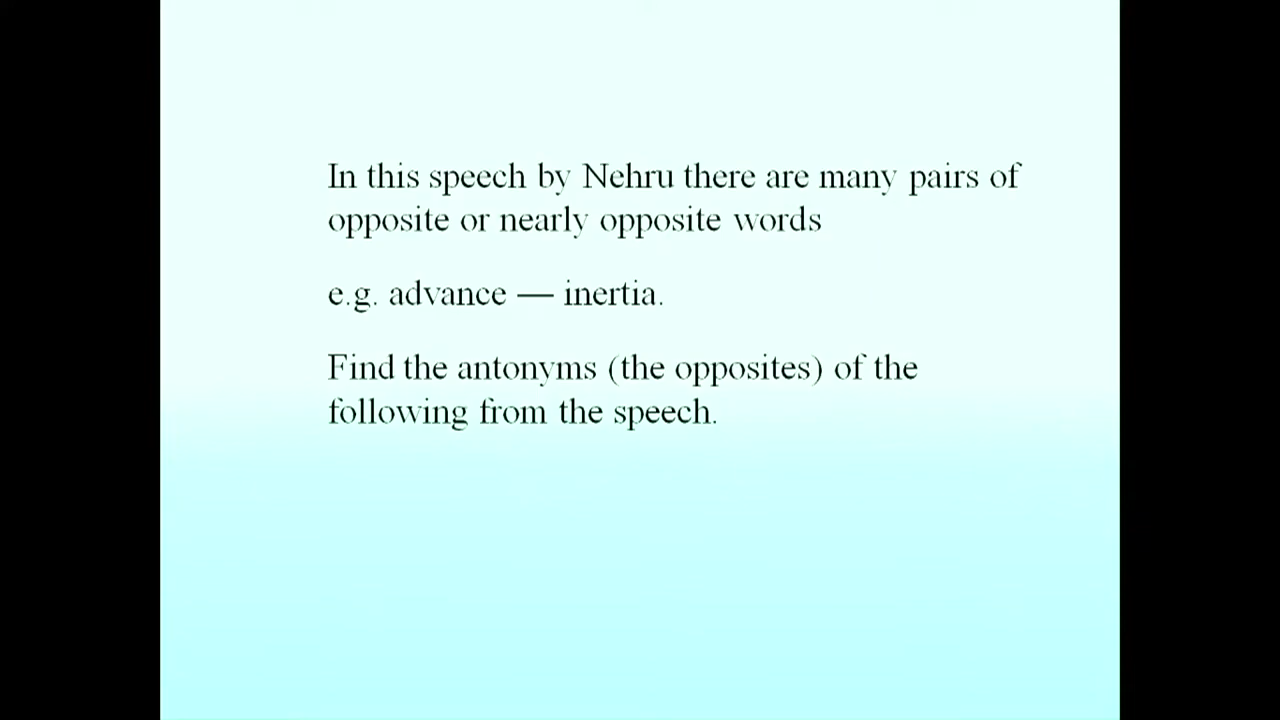 In this speech by Nehru there are many pairs of
opposite or nearly opposite words
e.g. advance — inertia.
Find the antonyms (the opposites) of the
following from the speech.